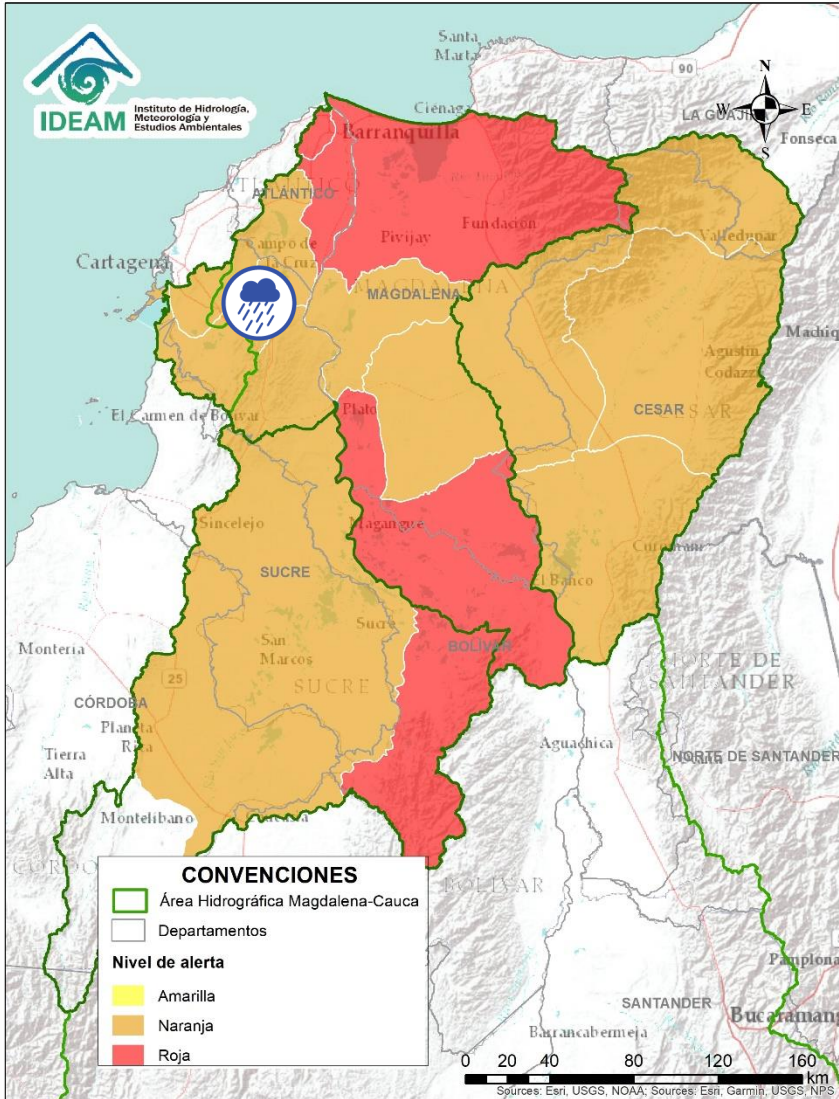 IDEAM
Instituto de Hidrología,
Meteorología y
Estudios Ambientales
Santa
Marta
90
N
W
E
S
LA GUAJI
Ciénaga
Fonseca
Barranquilla
ATLÁNTICO
Valledupar
Fundación
Pivijay
Campo de
la Cruz
Cartagena
MAGDALENA
Machiq
Agustín
Codazzi
El Carmen de Bolívar
Plato
CESAR
CESAR
Sincelejo
Magangué
Curumaní
El Banco
SUCRE
Sucre
Montería
San
Marcos
BOLÍVAR
NORTE DE
SANTANDER
25
SUCRE
CÓRDOBA
Planeta
Rica
Aguachica
NORTE DE SANTANDER
Tierra
Alta
Montelíbano
BOLÍVAR
CONVENCIONES
Área Hidrográfica Magdalena-Cauca
Departamentos
Nivel de alerta
Amarilla
Naranja
Roja
Pamplona
SANTANDER
Bucaramang
Barrancabermeja
0 20 40 80 120 160
km
Sources: Esri, USGS, NOAA; Sources: Esri, Garmin, USGS, NPS